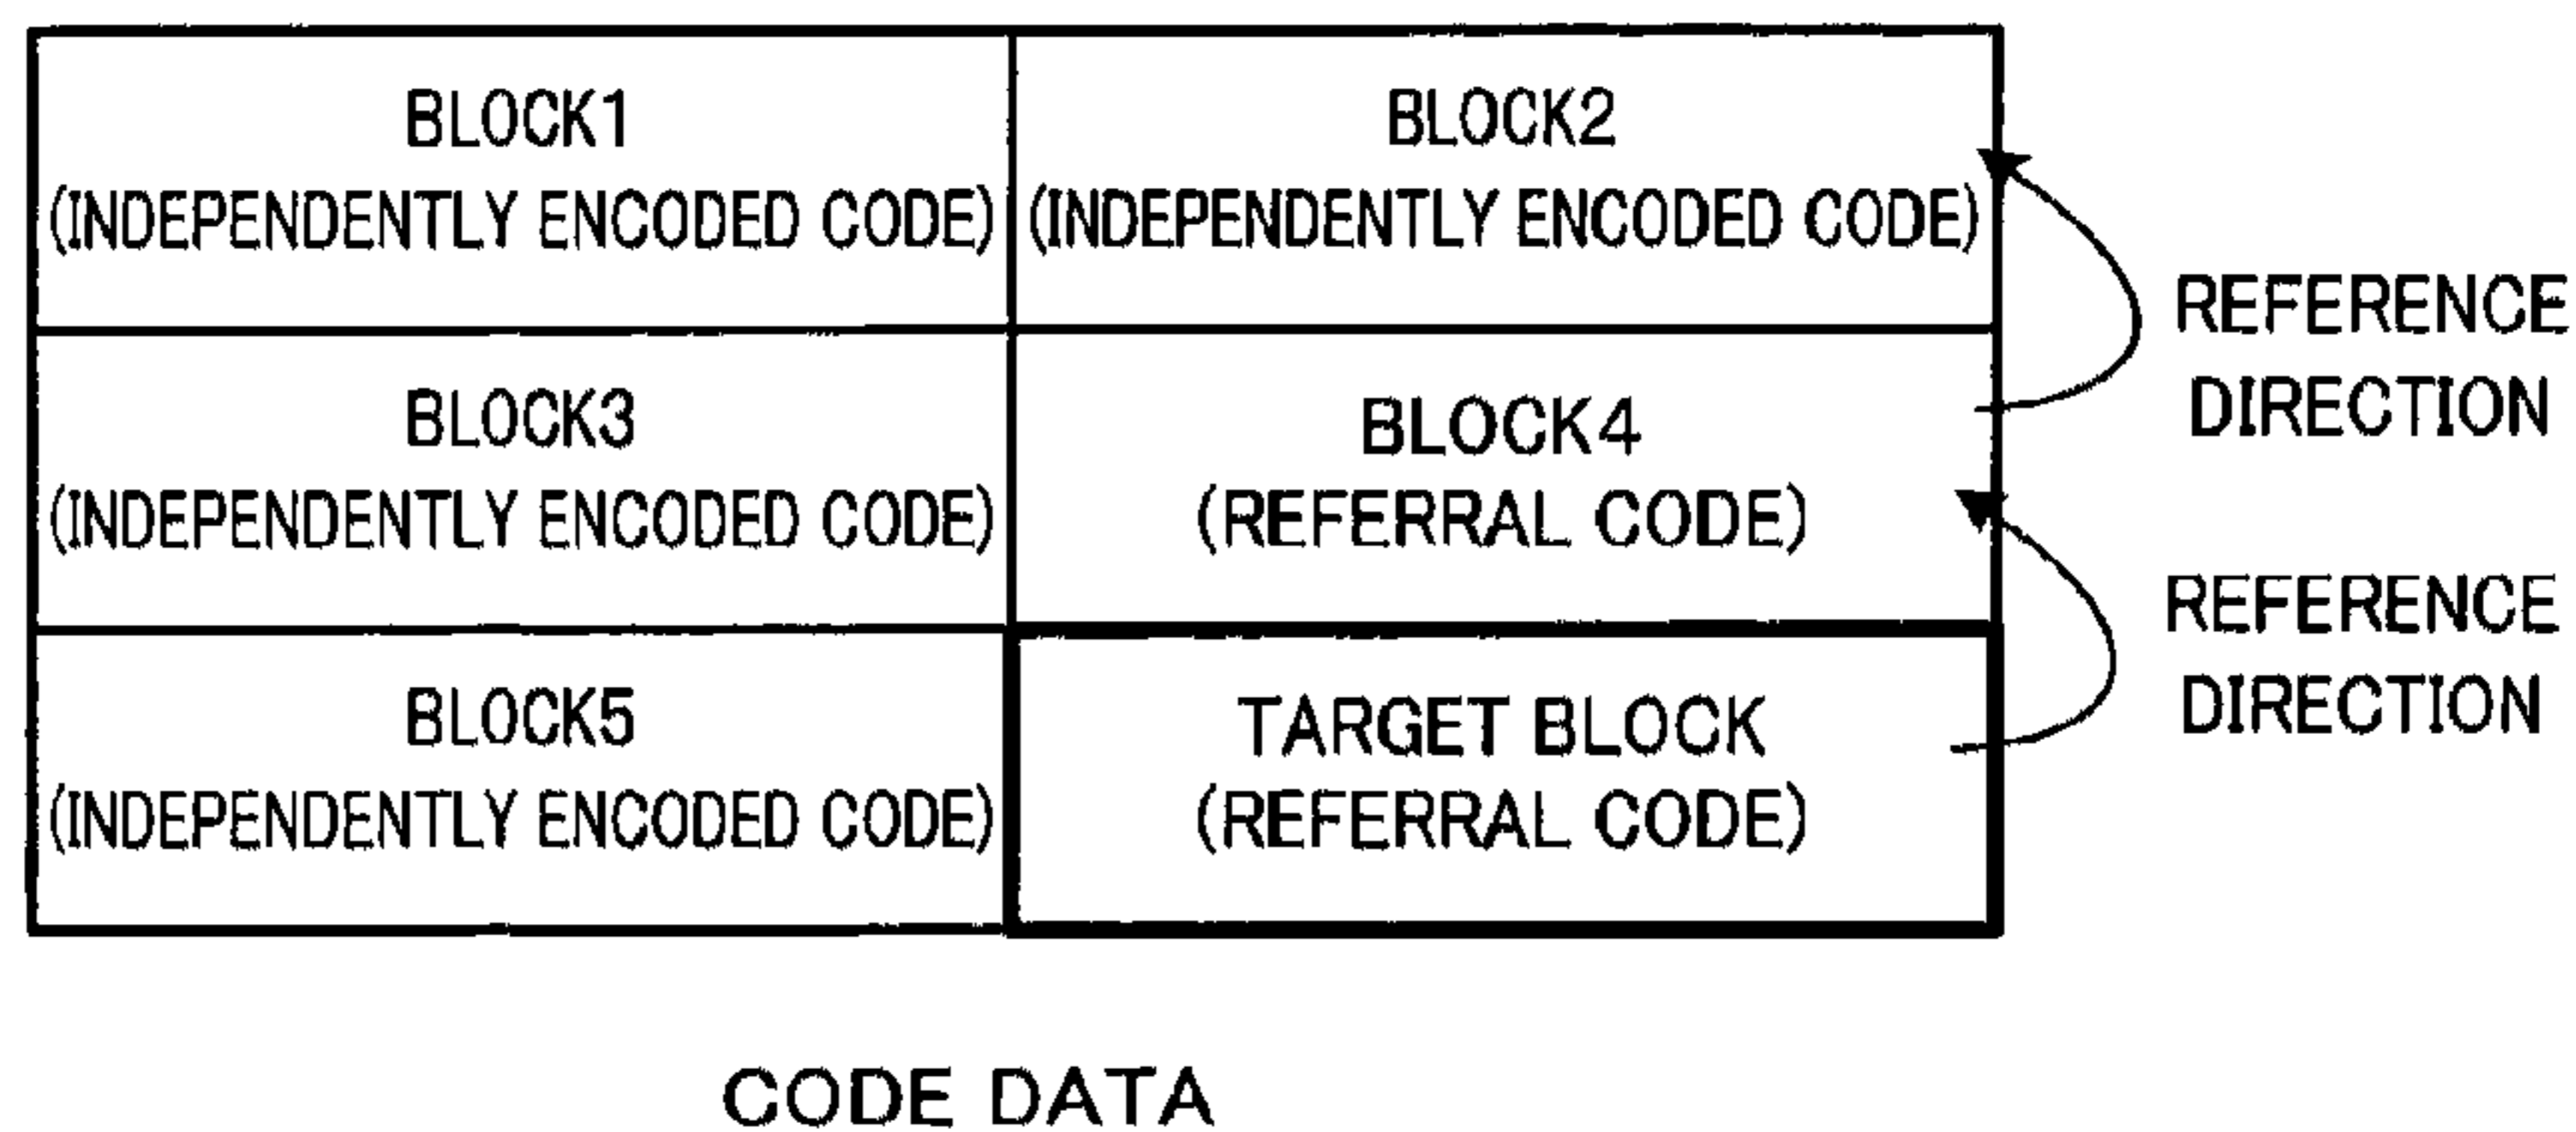 BLOCK1
(INDEPENDENTLY ENCODED CODE)
BLOCK2
(INDEPENDENTLY ENCODED CODE)
REFERENCE
DIRECTION
BLOCK3
(INDEPENDENTLY ENCODED CODE)
BLOCK4
(REFERRAL CODE)
REFERENCE
DIRECTION
BLOCK5
(INDEPENDENTLY ENCODED CODE)
TARGET BLOCK
(REFERRAL CODE)
CODE DATA